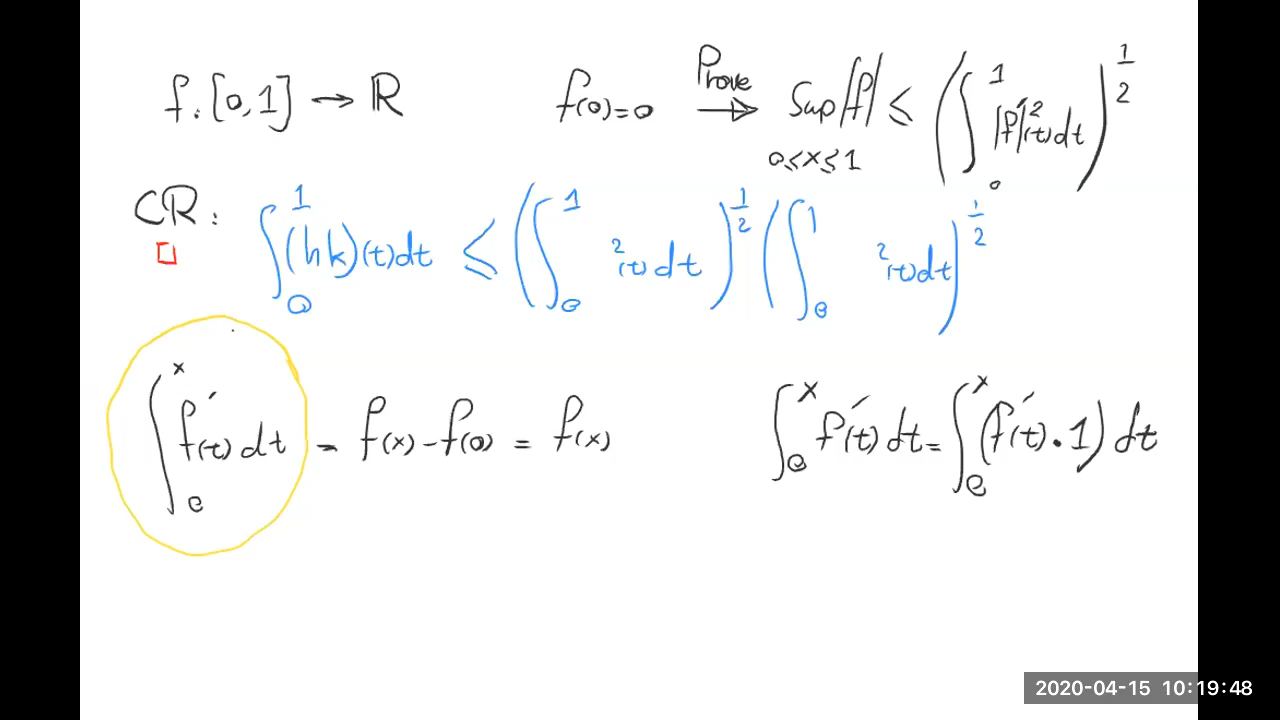 f: [0,1] → ℝ f(0)=0 Prove → Sup|f| ≤ (∫₀¹ |f'|²(t)dt)^½
0≤x≤1
CR: ∫₀¹ (hk)(t)dt ≤ (∫₀¹ ²(t)dt)^½ (∫₀¹ ²(t)dt)^½
∫₀ˣ f'(t)dt = f(x) - f(0) = f(x) ∫₀ˣ f'(t)dt = ∫₀ˣ (f'(t)·1)dt
2020-04-15 10:19:48